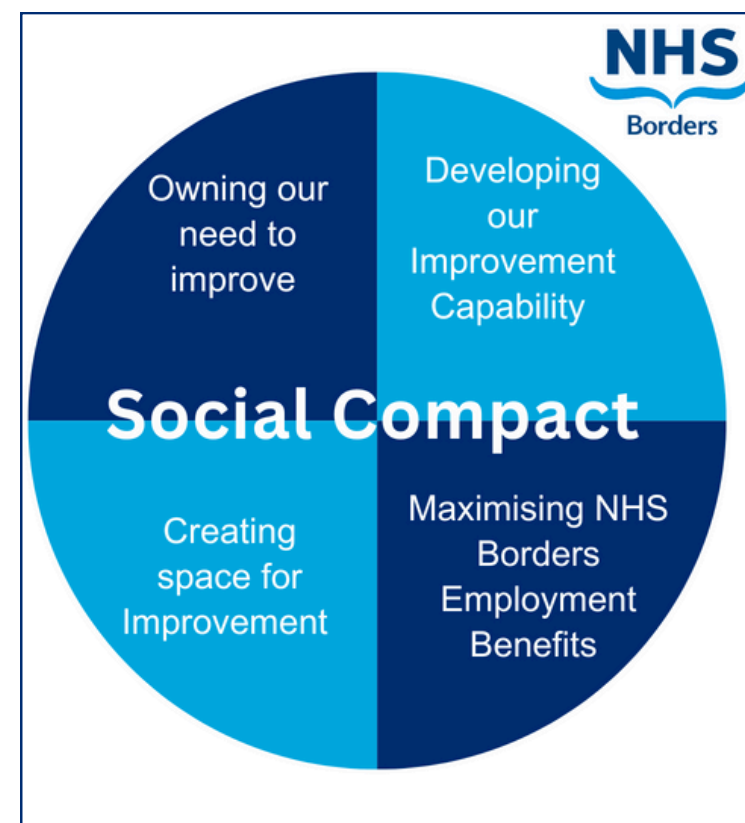 NHS
Borders
Owning our
need to
improve
Developing
our
Improvement
Capability
Social Compact
Creating
space for
Improvement
Maximising NHS
Borders
Employment
Benefits